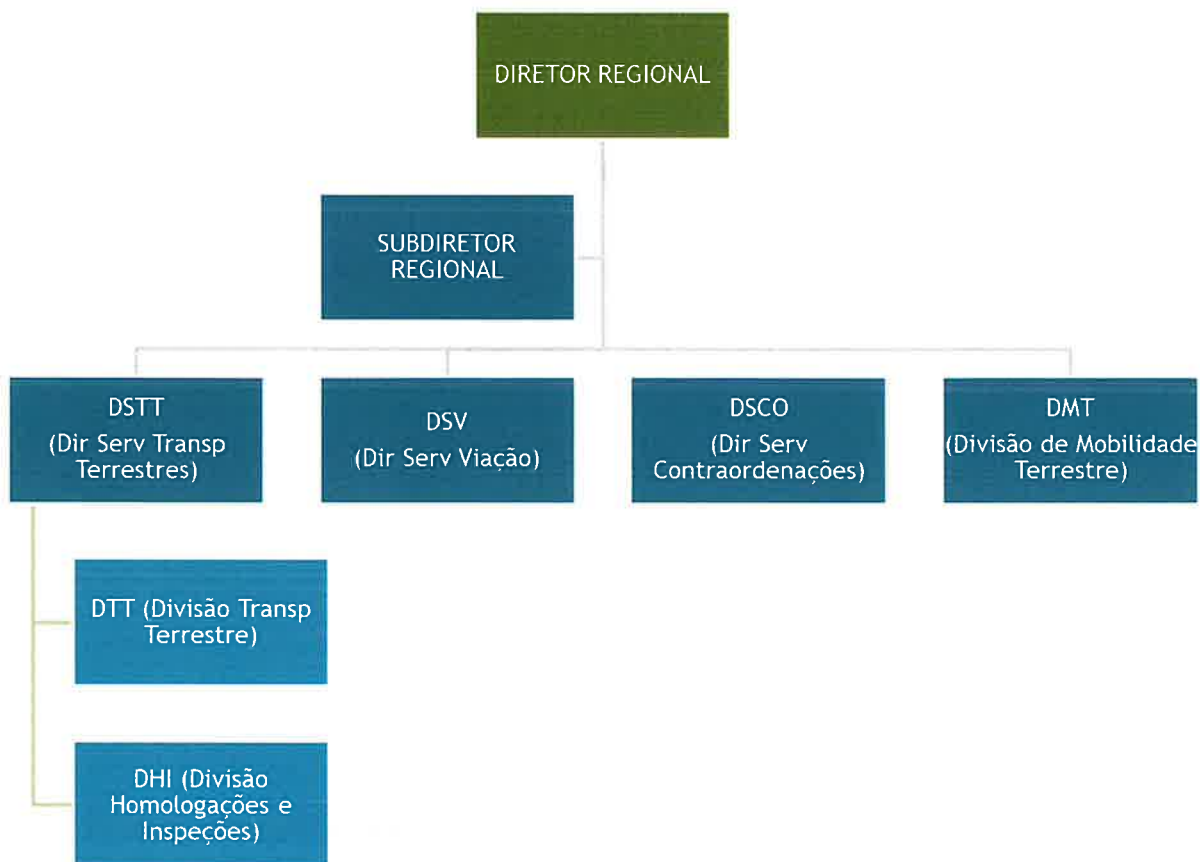 DIRETOR REGIONAL
SUBDIRETOR
REGIONAL
DSTT
(Dir Serv Transp
Terrestres)
DSV
(Dir Serv Viação)
DSCO
(Dir Serv
Contraordenações)
DMT
(Divisão de Mobilidade
Terrestre)
DTT (Divisão Transp
Terrestre)
DHI (Divisão
Homologações e
Inspeções)